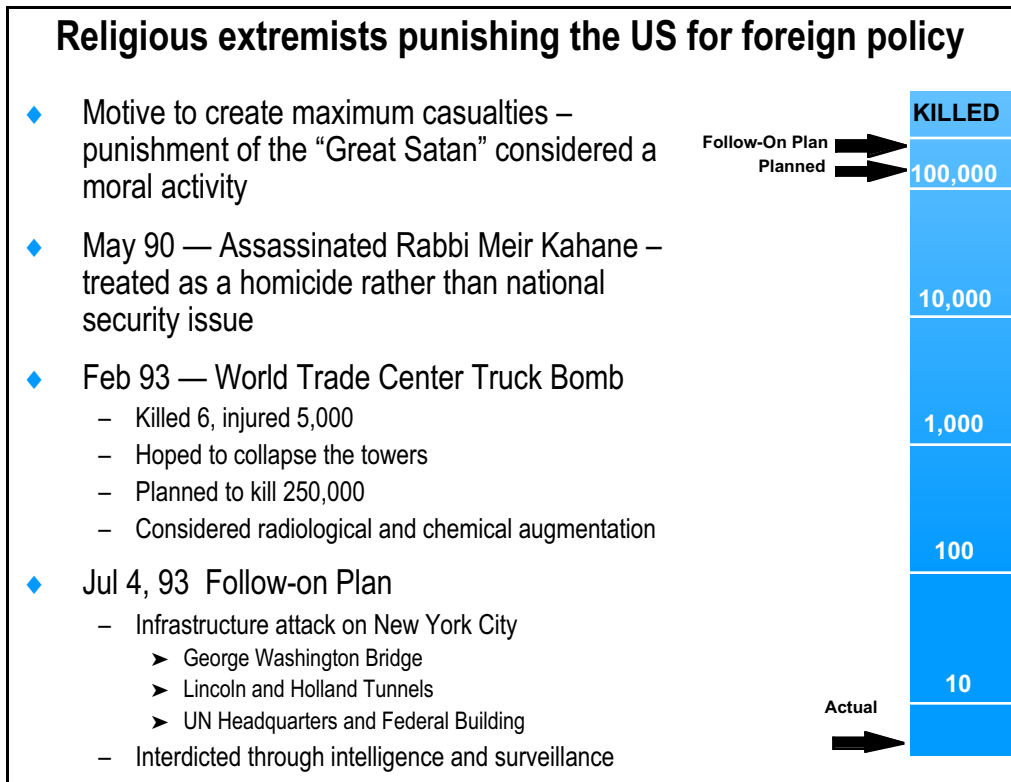 Religious extremists punishing the US for foreign policy
♦ Motive to create maximum casualties –
punishment of the “Great Satan” considered a
moral activity
♦ May 90 — Assassinated Rabbi Meir Kahane –
treated as a homicide rather than national
security issue
♦ Feb 93 — World Trade Center Truck Bomb
– Killed 6, injured 5,000
– Hoped to collapse the towers
– Planned to kill 250,000
– Considered radiological and chemical augmentation
♦ Jul 4, 93 Follow-on Plan
– Infrastructure attack on New York City
➤ George Washington Bridge
➤ Lincoln and Holland Tunnels
➤ UN Headquarters and Federal Building
– Interdicted through intelligence and surveillance
KILLED
Follow-On Plan
Planned
100,000
10,000
1,000
100
10
Actual